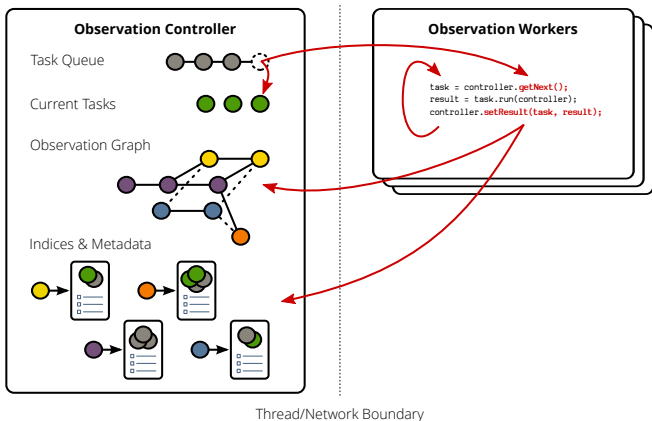 Observation Controller
Task Queue
Current Tasks
Observation Graph
Indices & Metadata
Observation Workers
task = controller.getNext();
result = task.run(controller);
controller.setResult(task, result);
Thread/Network Boundary